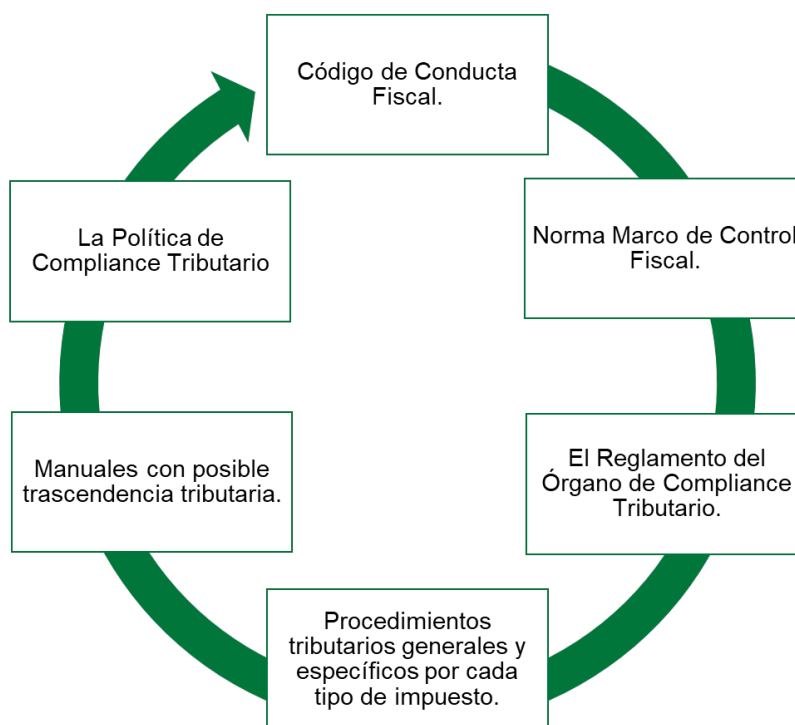 Código de Conducta
Fiscal.
Norma Marco de Control
Fiscal.
El Reglamento del
Órgano de Compliance
Tributario.
Procedimientos
tributarios generales y
específicos por cada
tipo de impuesto.
Manuales con posible
trascendencia tributaria.
La Política de
Compliance Tributario